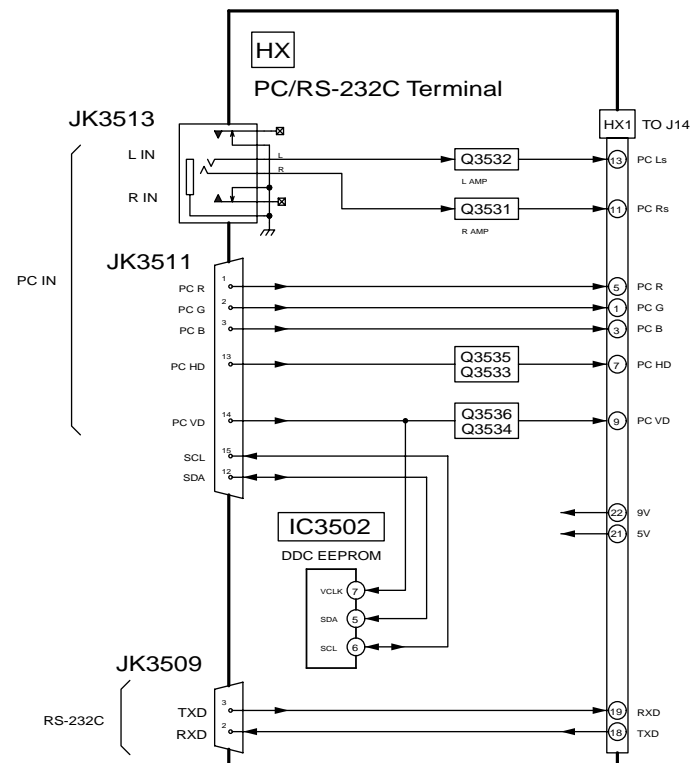 HX
PC/RS-232C Terminal
JK3513
HX1 TO J14
L IN
L
Q3532
13 PC Ls
L AMP
R
R IN
Q3531
11 PC Rs
R AMP
JK3511
PC IN
PC R 1
5 PC R
PC G 2
1 PC G
PC B 3
3 PC B
PC HD 13
Q3535
Q3533
7 PC HD
PC VD 14
Q3536
Q3534
9 PC VD
SCL 15
SDA 12
22 9V
21 5V
IC3502
DDC EEPROM
VCLK 7
SDA 5
SCL 6
JK3509
RS-232C
TXD 3
19 RXD
RXD 2
18 TXD